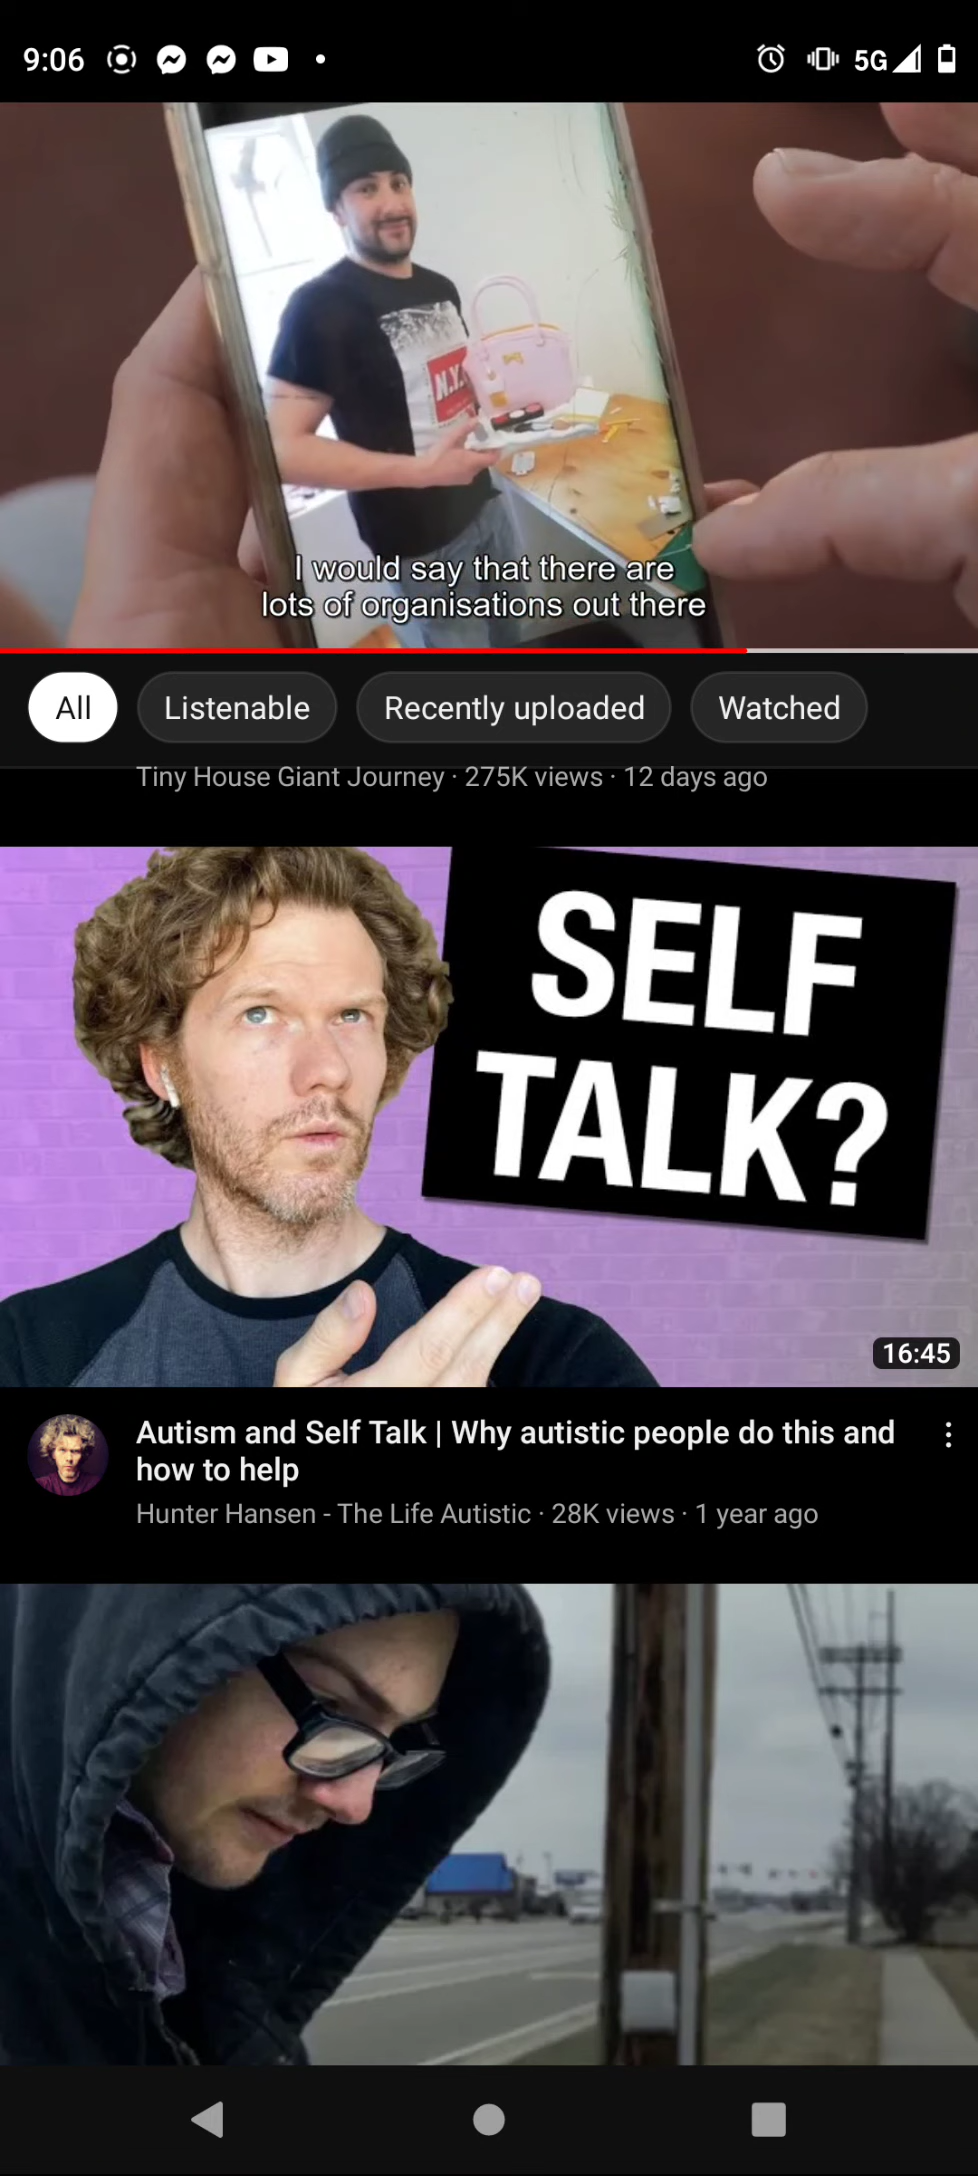 9:06
5G
N.Y.
I would say that there are
lots of organisations out there
All
Listenable
Recently uploaded
Watched
Tiny House Giant Journey · 275K views · 12 days ago
SELF
TALK?
16:45
Autism and Self Talk | Why autistic people do this and
how to help
Hunter Hansen - The Life Autistic · 28K views · 1 year ago